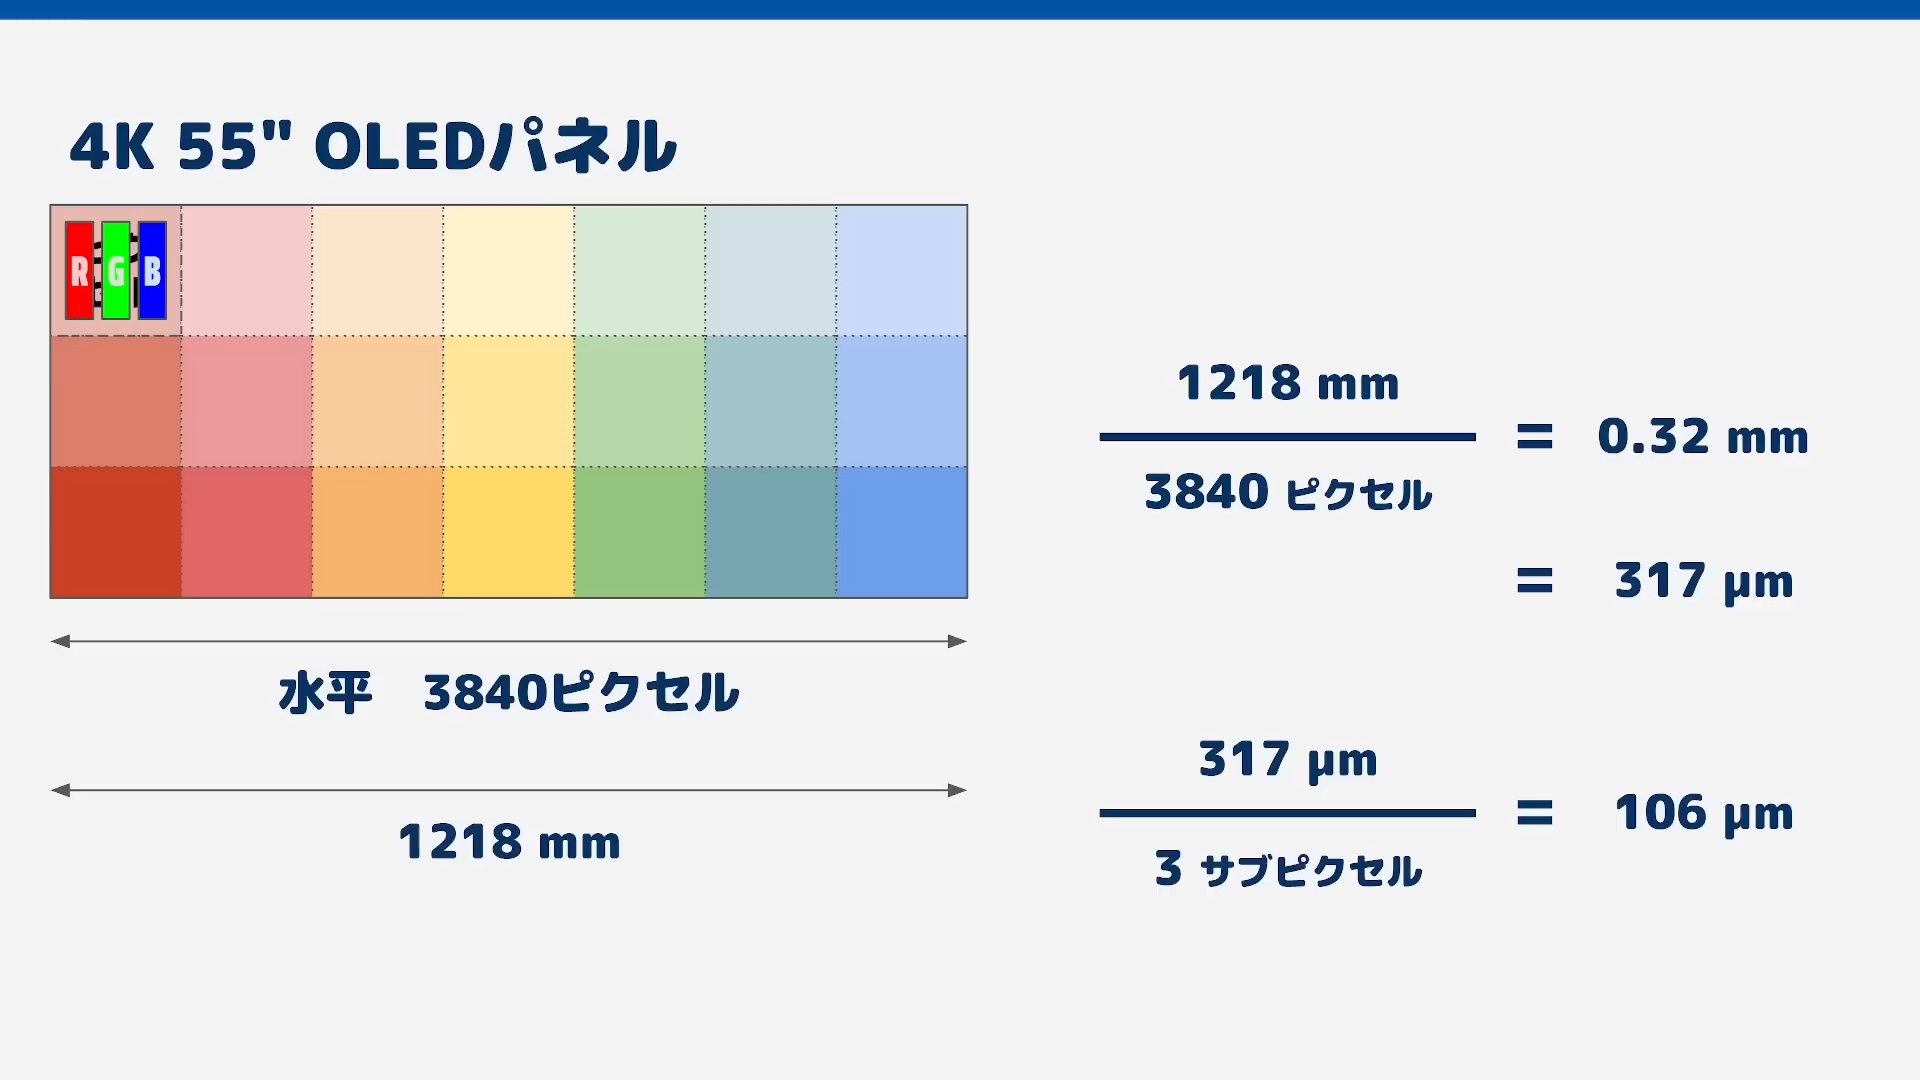 4K 55" OLEDパネル
R G B
水平　3840ピクセル
1218 mm
1218 mm
3840 ピクセル
= 0.32 mm
= 317 μm
317 μm
3 サブピクセル
= 106 μm